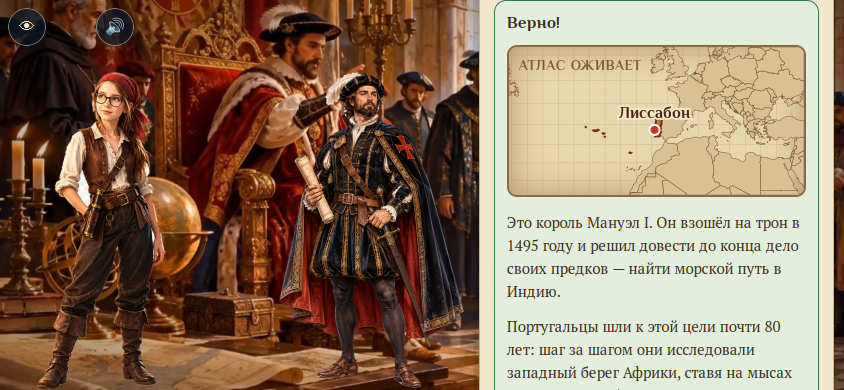 Верно!
АТЛАС ОЖИВАЕТ
Лиссабон
Это король Мануэл I. Он взошёл на трон в
1495 году и решил довести до конца дело
своих предков — найти морской путь в
Индию.
Португальцы шли к этой цели почти 80
лет: шаг за шагом они исследовали
западный берег Африки, ставя на мысах